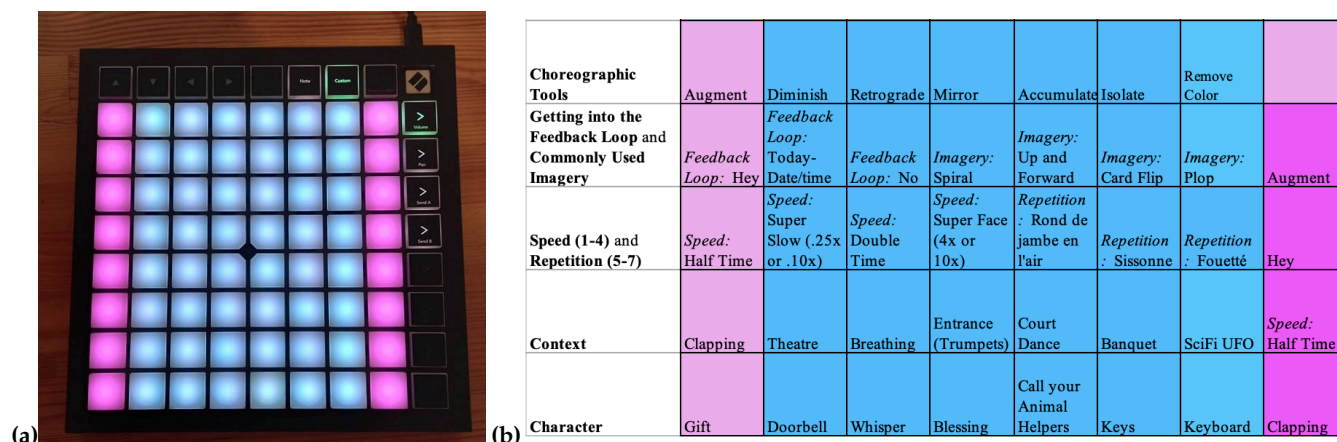 Note
Custom
>
Volume
>
Pan
>
Send A
>
Send B
(a)
(b)
Choreographic
Tools
Augment
Diminish
Retrograde
Mirror
Accumulate
Isolate
Remove
Color
Getting into the
Feedback Loop and
Commonly Used
Imagery
Feedback
Loop: Hey
Feedback
Loop:
Today-
Date/time
Feedback
Loop: No
Imagery:
Spiral
Imagery:
Up and
Forward
Imagery:
Card Flip
Imagery:
Plop
Augment
Speed (1-4) and
Repetition (5-7)
Speed:
Half Time
Speed:
Super
Slow (.25x
or .10x)
Speed:
Double
Time
Speed:
Super Face
(4x or
10x)
Repetition
: Rond de
jambe en
l'air
Repetition
: Sissonne
Repetition
: Fouetté
Hey
Context
Clapping
Theatre
Breathing
Entrance
(Trumpets)
Court
Dance
Banquet
SciFi UFO
Speed:
Half Time
Character
Gift
Doorbell
Whisper
Blessing
Call your
Animal
Helpers
Keys
Keyboard
Clapping